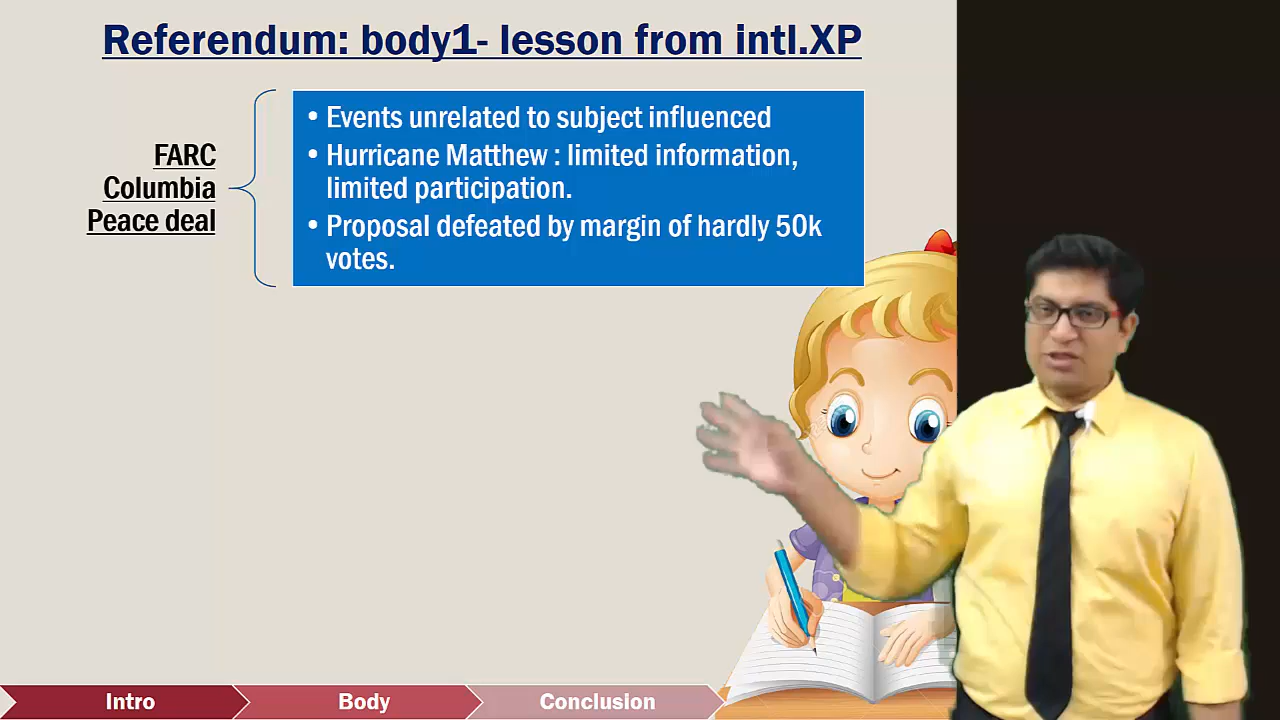 Referendum: body1- lesson from intl.XP
FARC
Columbia
Peace deal
• Events unrelated to subject influenced
• Hurricane Matthew : limited information,
limited participation.
• Proposal defeated by margin of hardly 50k
votes.
Intro
Body
Conclusion